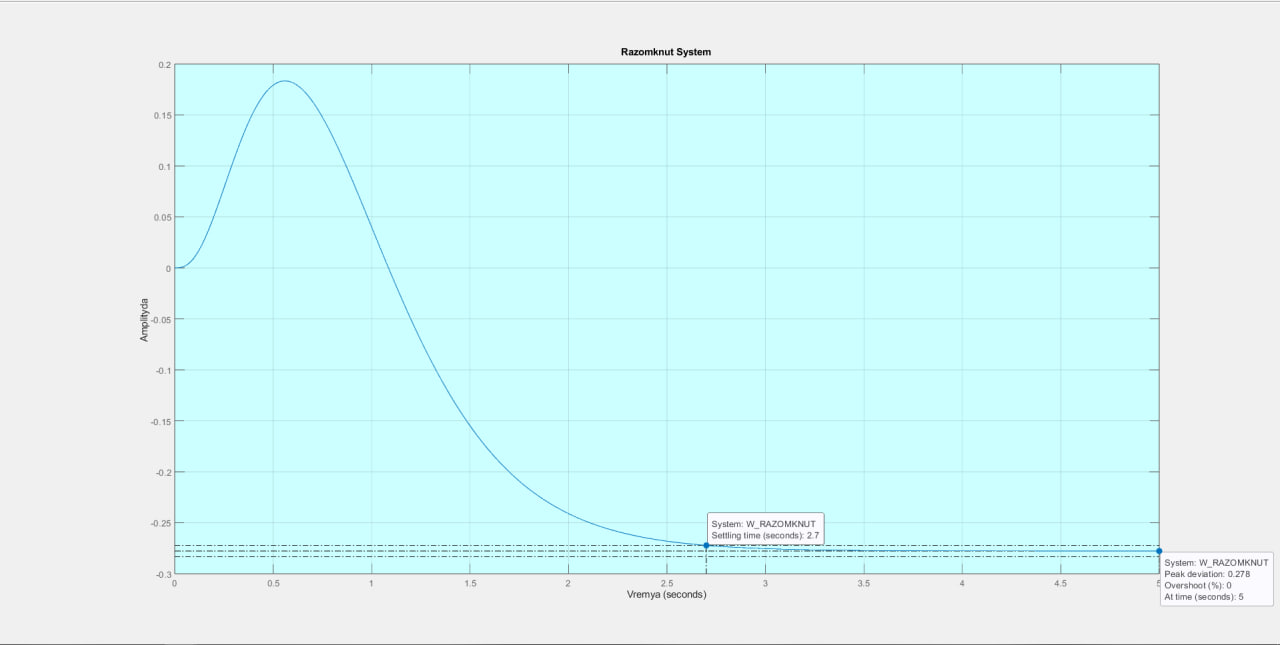 Razomknut System
0.2
0.15
0.1
0.05
0
-0.05
-0.1
-0.15
-0.2
-0.25
-0.3
Amplityda
System: W_RAZOMKNUT
Settling time (seconds): 2.7
System: W_RAZOMKNUT
Peak deviation: 0.278
Overshoot (%): 0
At time (seconds): 5
0 0.5 1 1.5 2 2.5 3 3.5 4 4.5 5
Vremya (seconds)